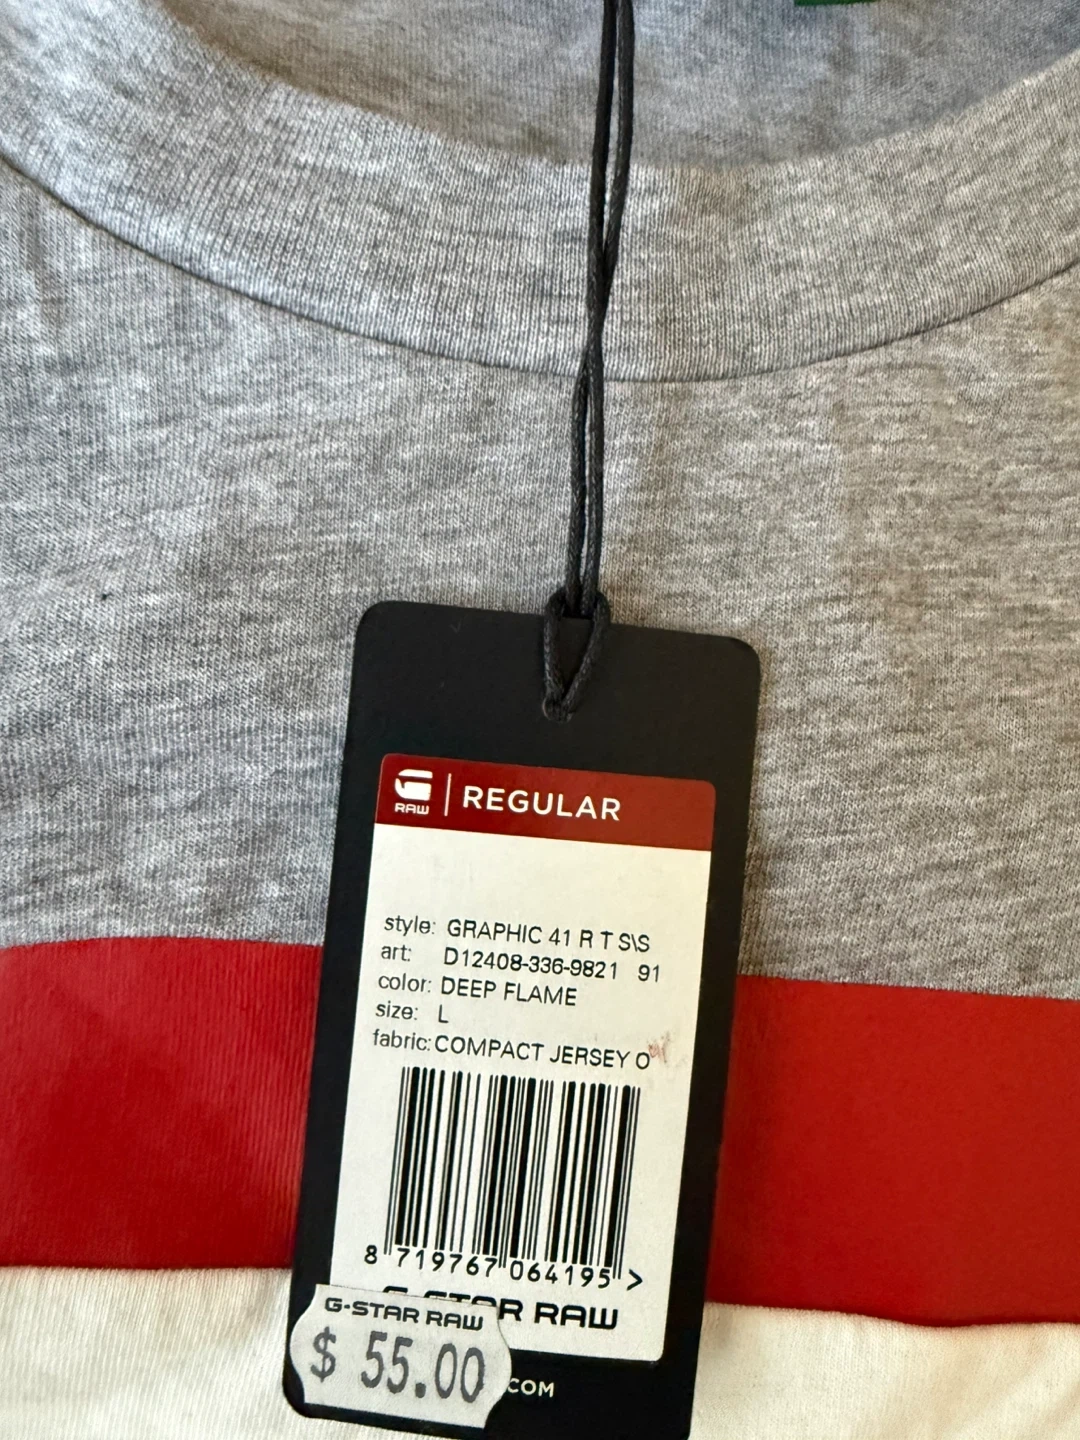 RAW | REGULAR
style: GRAPHIC 41 R T S\S
art: D12408-336-9821 91
color: DEEP FLAME
size: L
fabric: COMPACT JERSEY O
8 719767 064195 >
G-STAR RAW
G-STAR RAW
$ 55.00
.COM